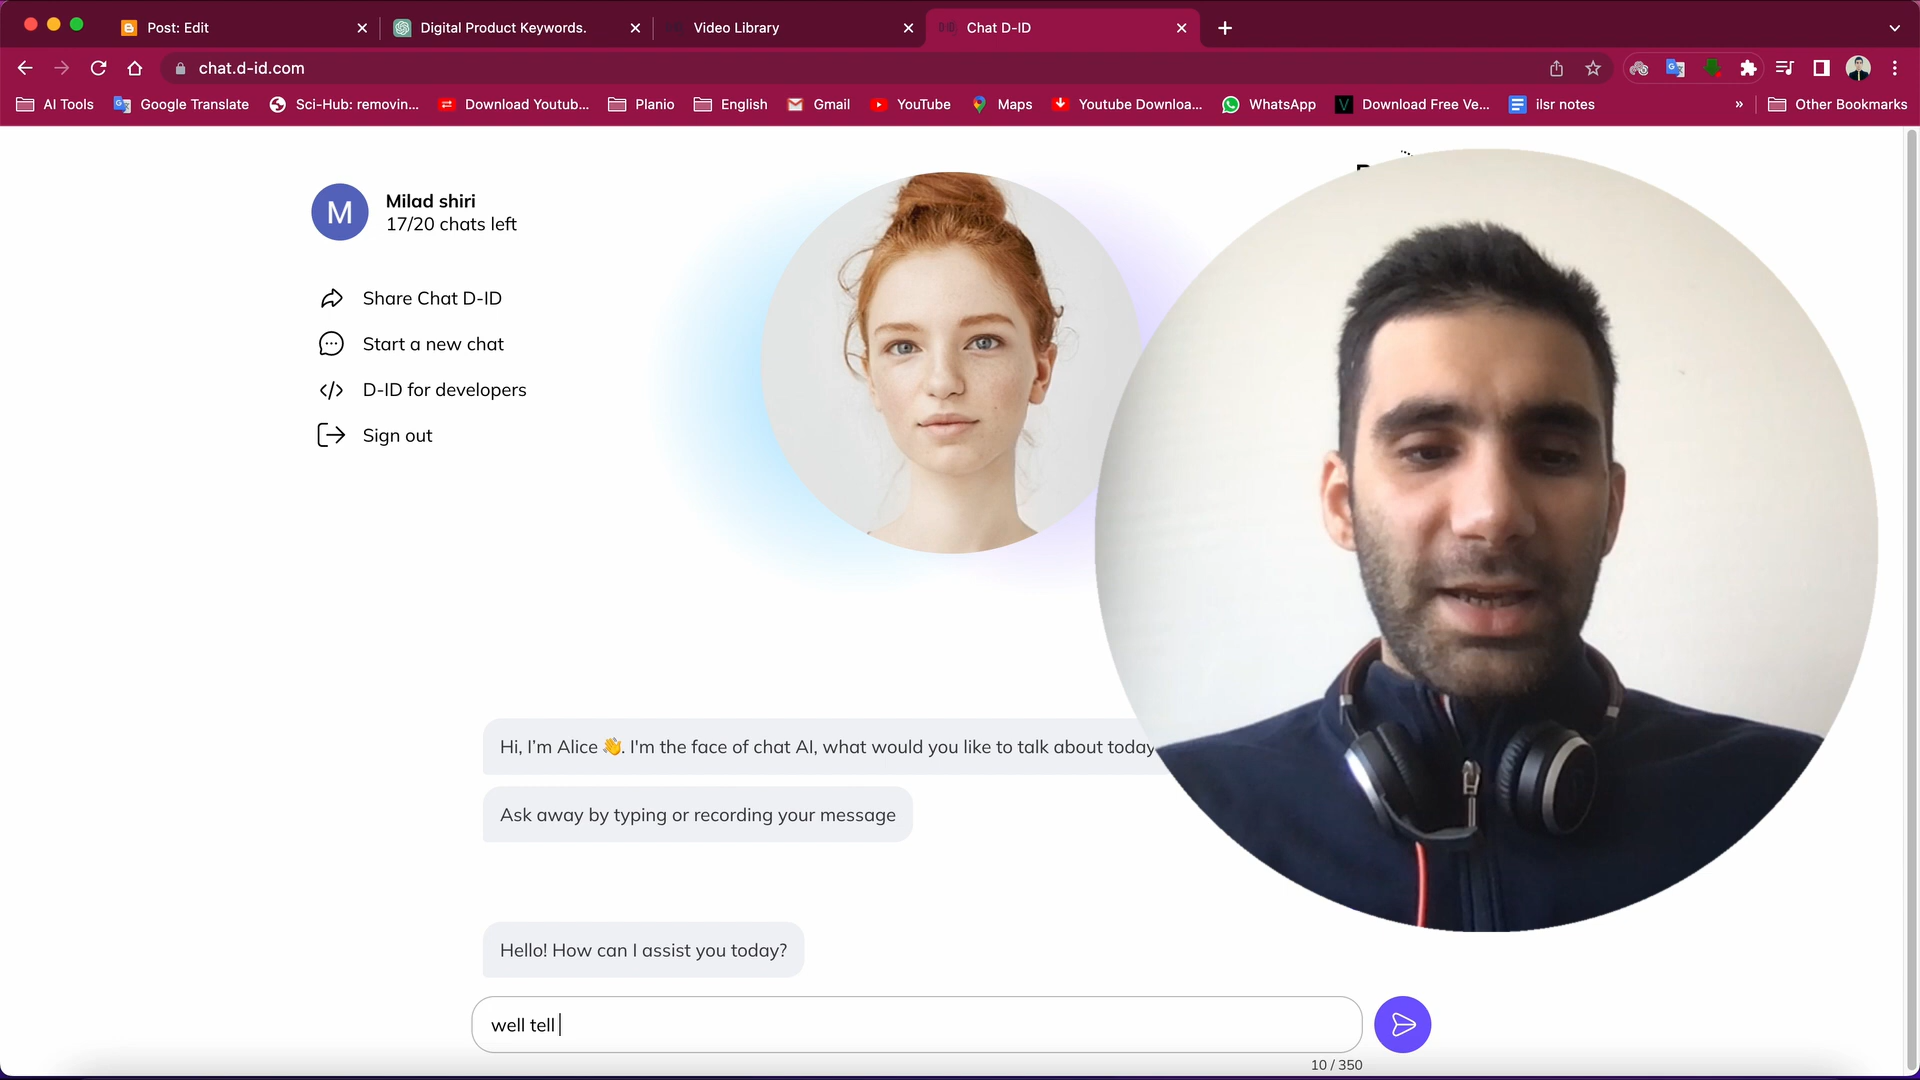 Post: Edit
Digital Product Keywords.
Video Library
Chat D-ID
chat.d-id.com
AI Tools
Google Translate
Sci-Hub: removin...
Download Youtub...
Planio
English
Gmail
YouTube
Maps
Youtube Downloa...
WhatsApp
Download Free Ve...
ilsr notes
»
Other Bookmarks
M
Milad shiri
17/20 chats left
Share Chat D-ID
Start a new chat
D-ID for developers
Sign out
Hi, I'm Alice 👋. I'm the face of chat AI, what would you like to talk about today
Ask away by typing or recording your message
Hello! How can I assist you today?
well tell
10 / 350